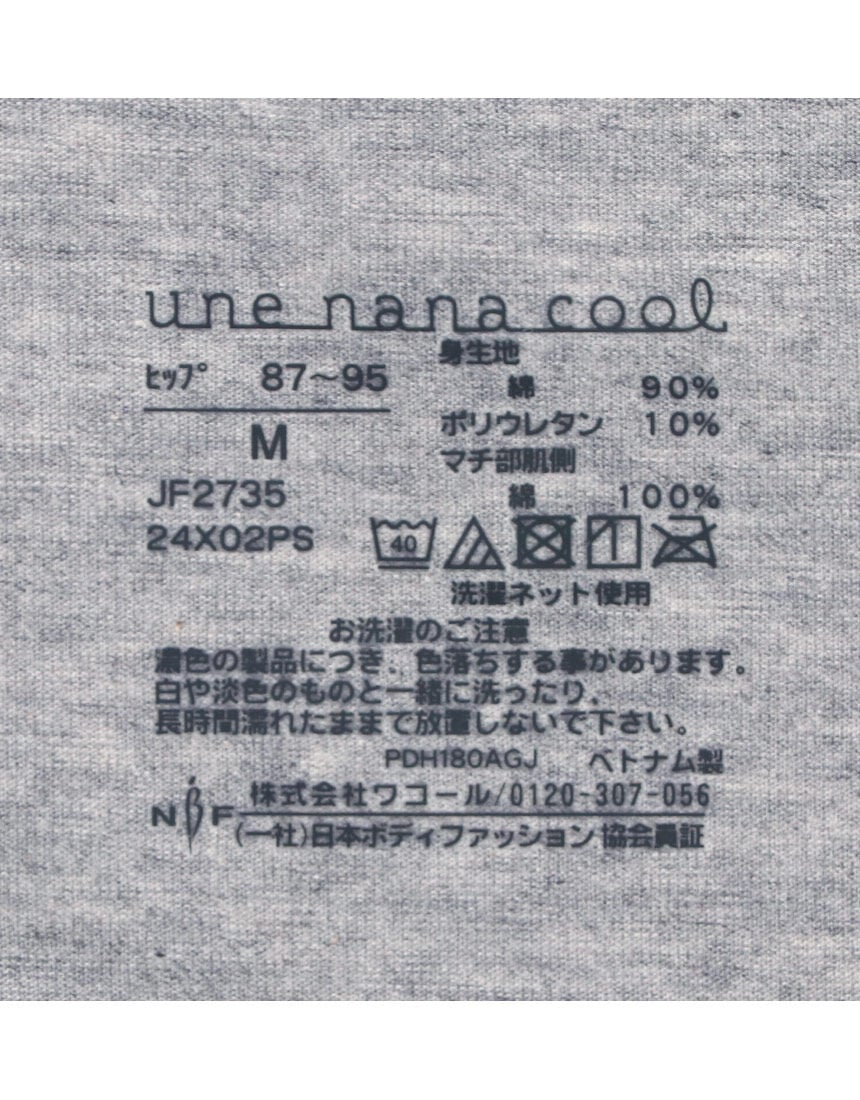 une nana cool
ヒップ 87〜95
M
JF2735
24X02PS
身生地
綿 90%
ポリウレタン 10%
マチ部肌側
綿 100%
40
洗濯ネット使用
お洗濯のご注意
濃色の製品につき、色落ちする事があります。
白や淡色のものと一緒に洗ったり、
長時間濡れたままで放置しないで下さい。
PDH180AGJ ベトナム製
NBF 株式会社ワコール/0120-307-056
(一社)日本ボディファッション協会員証